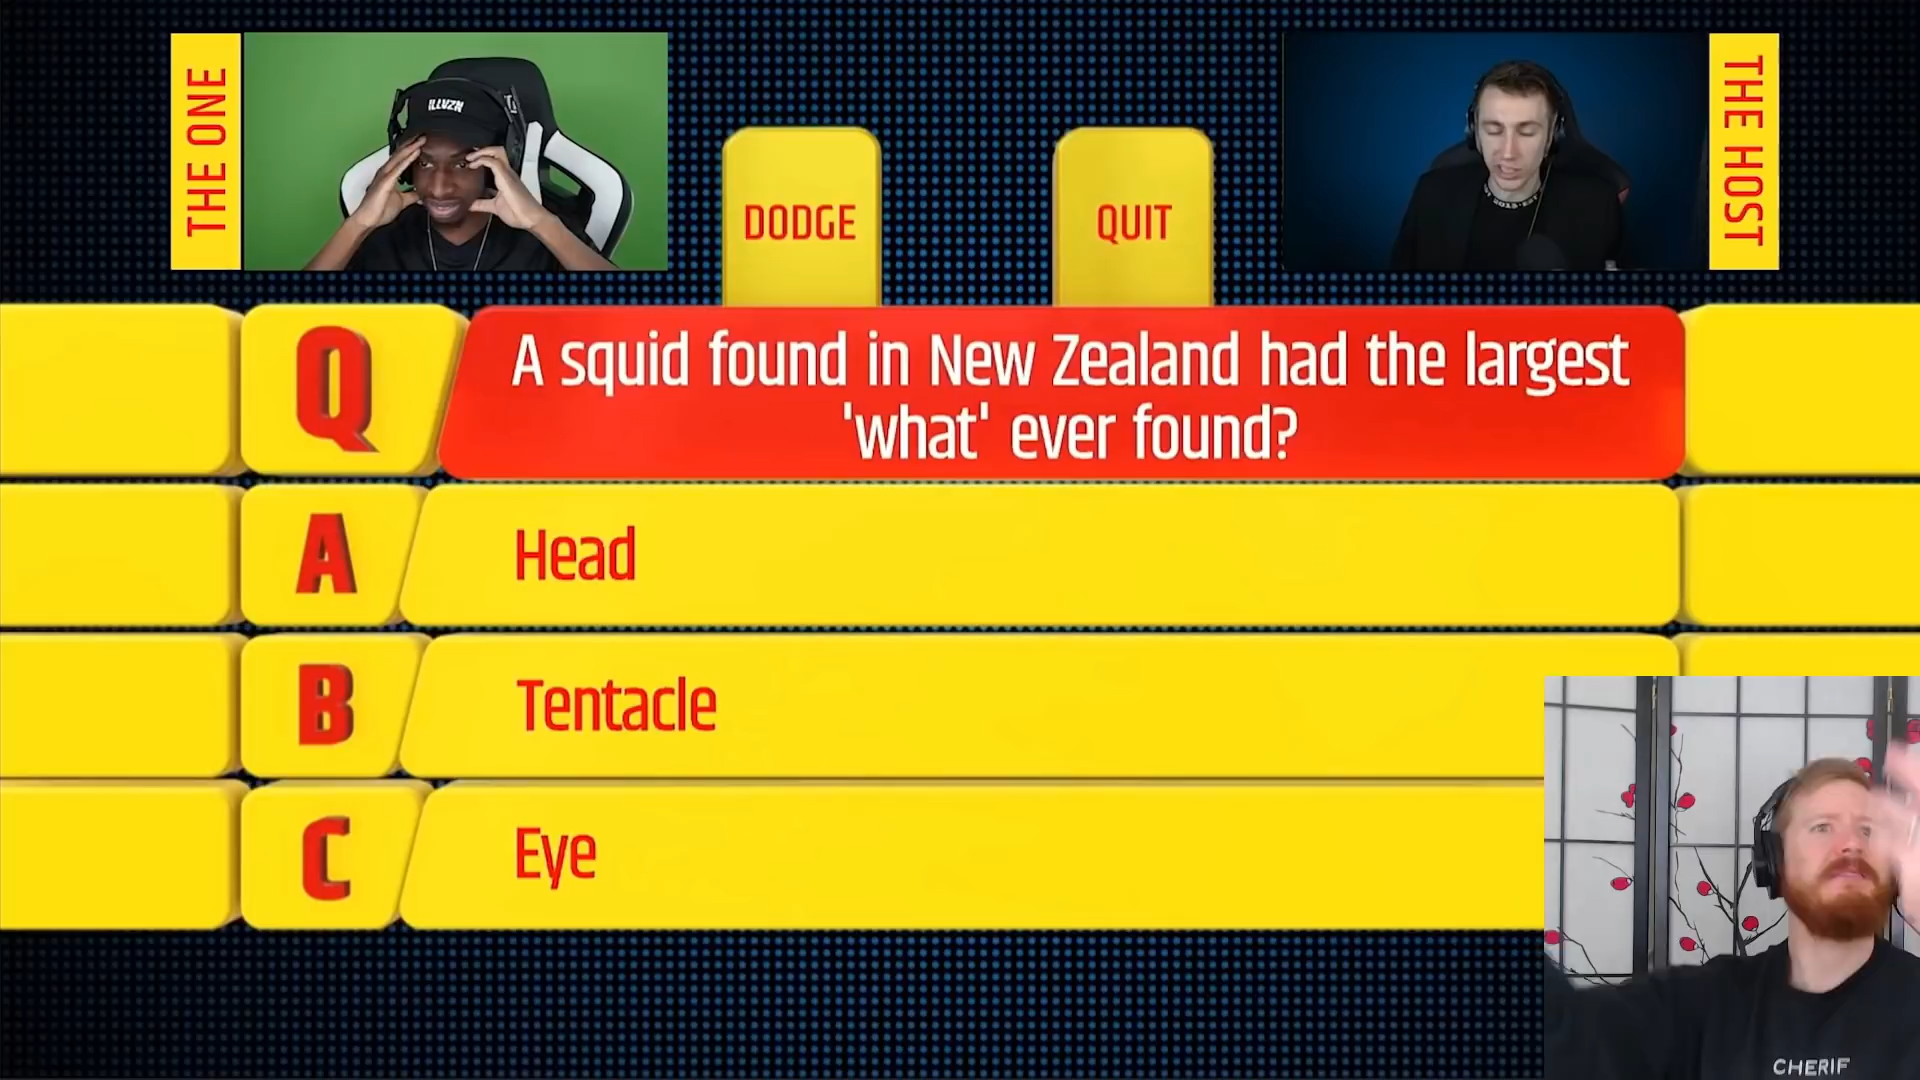 THE ONE
ILLVZN
DODGE
QUIT
THE HOST
Q
A squid found in New Zealand had the largest
'what' ever found?
A
Head
B
Tentacle
C
Eye
CHERIF